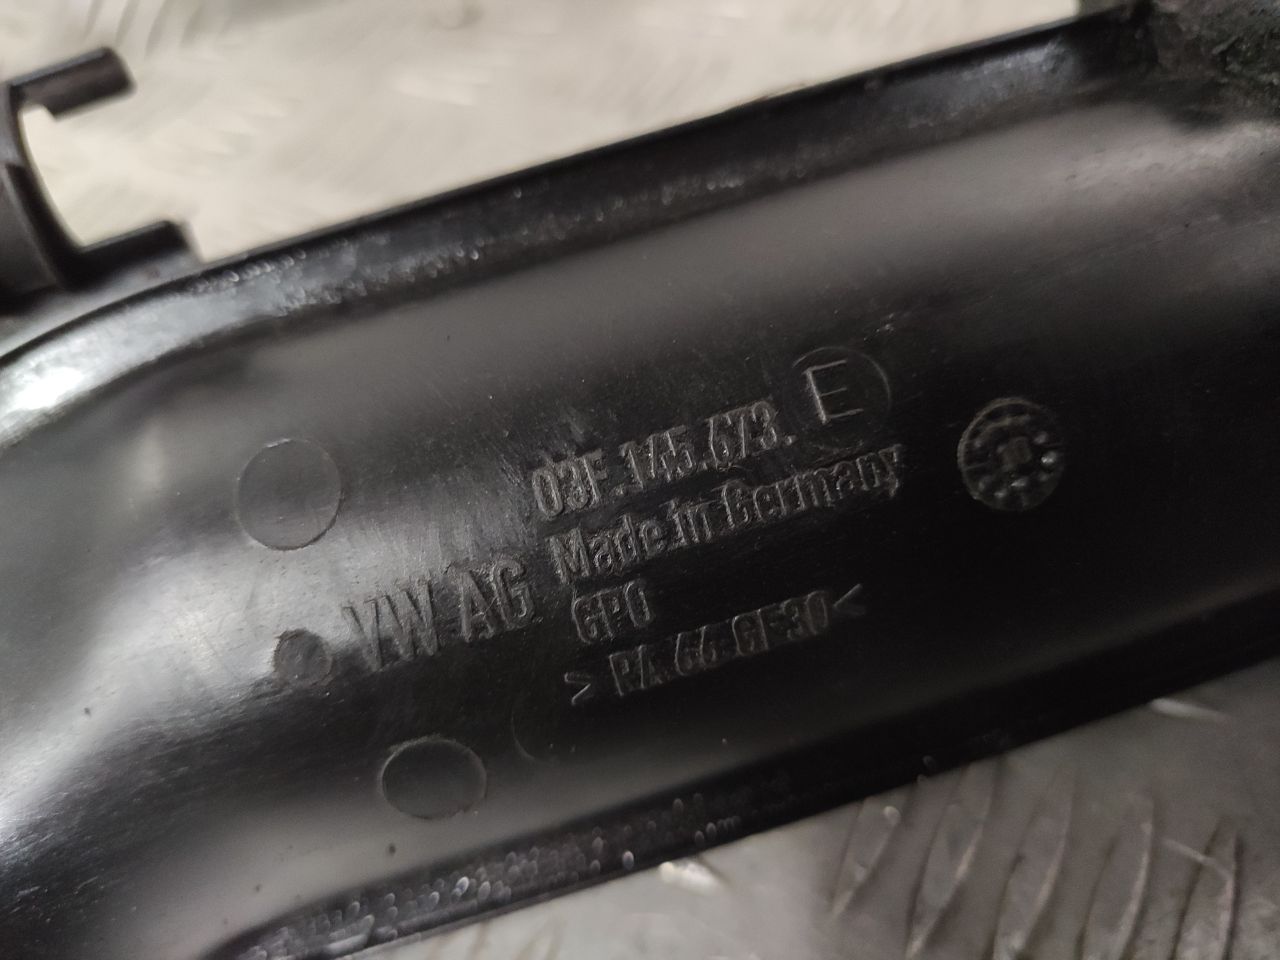 03F.145.673. E
Made in Germany
VW AG
GPO
> PA 66 GF30 <